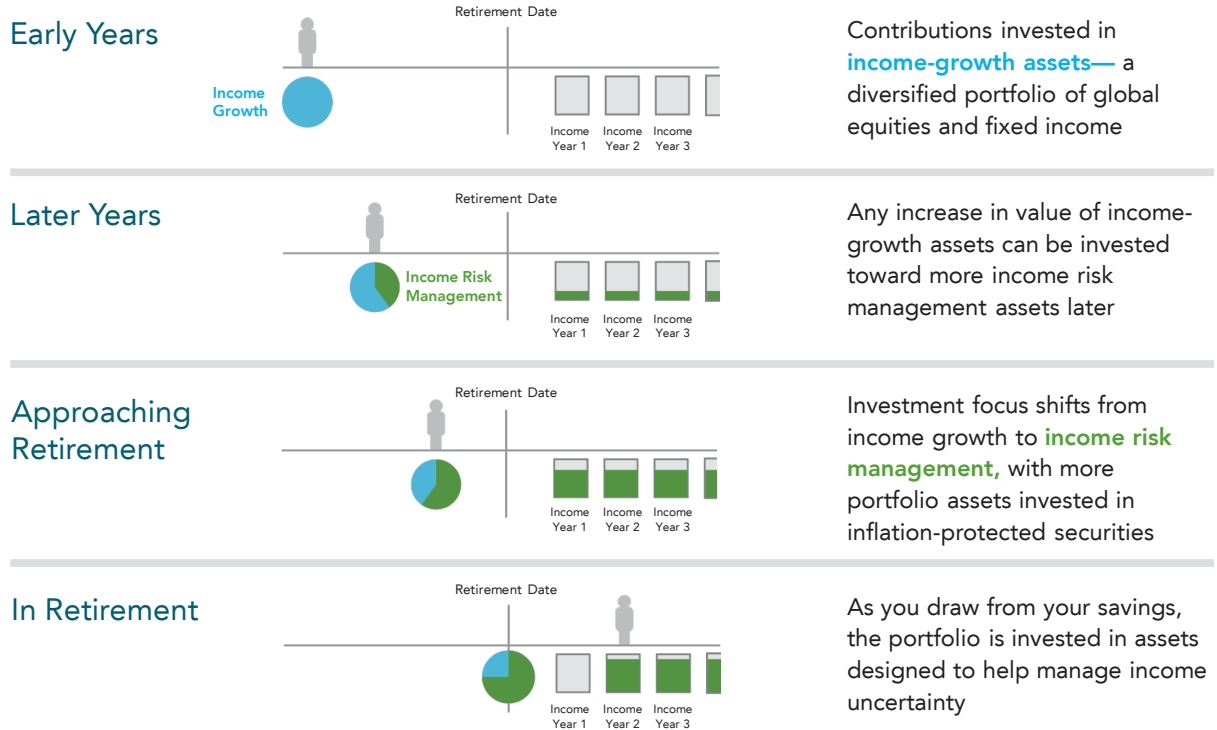 Early Years
Retirement Date
Income
Growth
Income
Year 1
Income
Year 2
Income
Year 3
Contributions invested in
income-growth assets— a
diversified portfolio of global
equities and fixed income
Later Years
Retirement Date
Income Risk
Management
Income
Year 1
Income
Year 2
Income
Year 3
Any increase in value of income-
growth assets can be invested
toward more income risk
management assets later
Approaching
Retirement
Retirement Date
Income
Year 1
Income
Year 2
Income
Year 3
Investment focus shifts from
income growth to income risk
management, with more
portfolio assets invested in
inflation-protected securities
In Retirement
Retirement Date
Income
Year 1
Income
Year 2
Income
Year 3
As you draw from your savings,
the portfolio is invested in assets
designed to help manage income
uncertainty